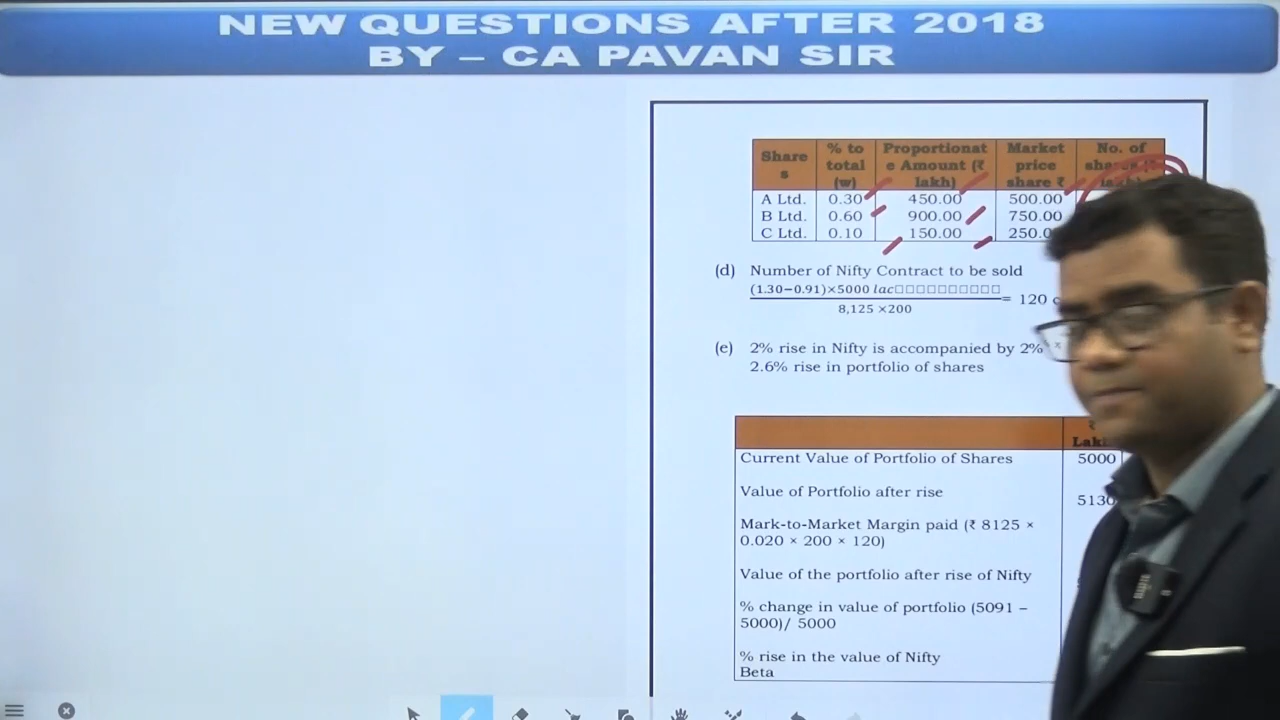 NEW QUESTIONS AFTER 2018
BY – CA PAVAN SIR
Share
s
% to
total
(w)
Proportionat
e Amount (₹
lakh)
Market
price
share ₹
No. of
A Ltd. 0.30 450.00 500.00
B Ltd. 0.60 900.00 750.00
C Ltd. 0.10 150.00
(d) Number of Nifty Contract to be sold
(1.30−0.91)×5000 lac□□□□□□□□□□
8,125 ×200
= 120
(e) 2% rise in Nifty is accompanied by 2%
2.6% rise in portfolio of shares
Current Value of Portfolio of Shares 5000
Value of Portfolio after rise
5130
Mark-to-Market Margin paid (₹ 8125 ×
0.020 × 200 × 120)
Value of the portfolio after rise of Nifty
% change in value of portfolio (5091 –
5000)/ 5000
% rise in the value of Nifty
Beta